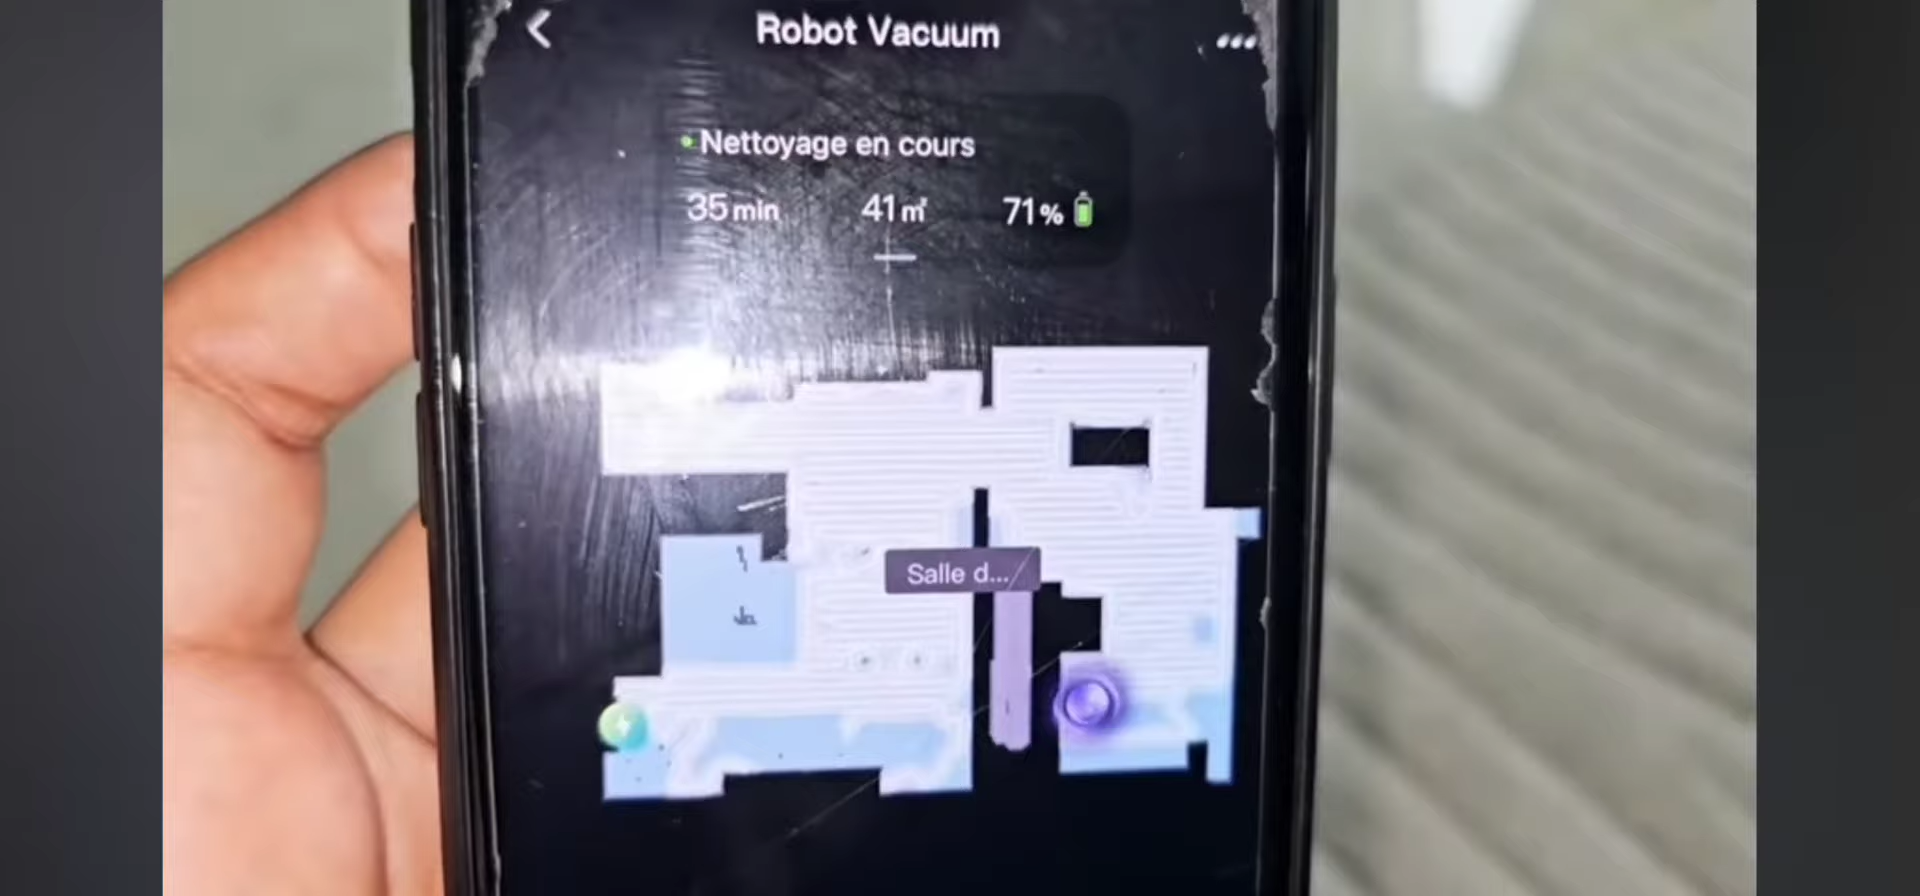 Robot Vacuum
Nettoyage en cours
35 min 41 m² 71%
Salle d...